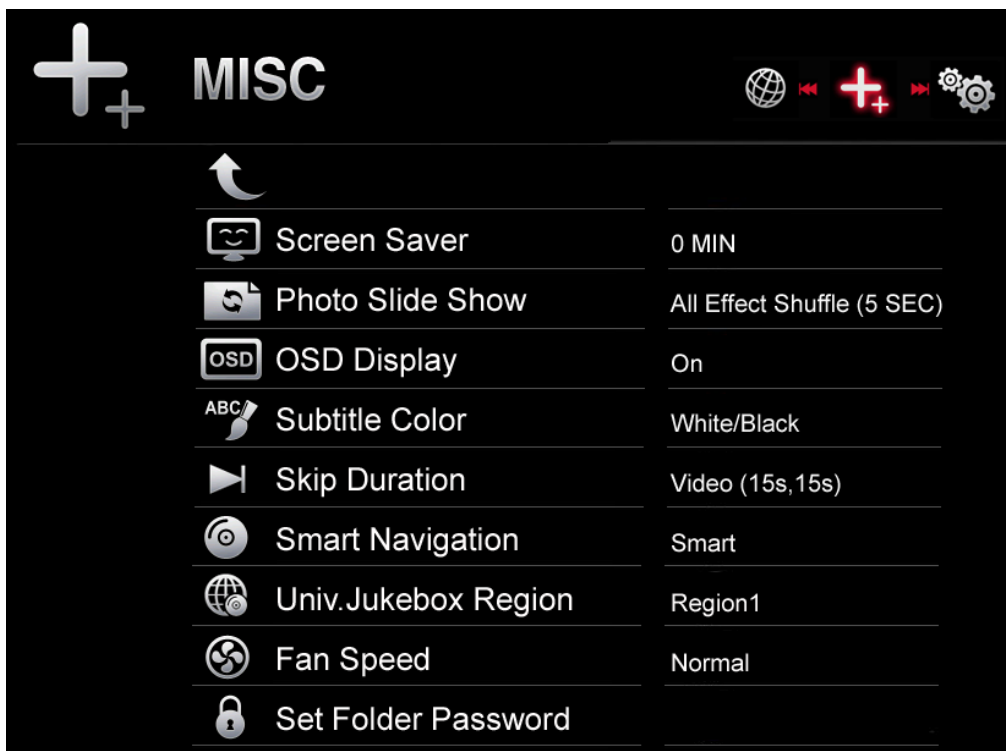 MISC
Screen Saver 0 MIN
Photo Slide Show All Effect Shuffle (5 SEC)
OSD OSD Display On
ABC Subtitle Color White/Black
Skip Duration Video (15s,15s)
Smart Navigation Smart
Univ.Jukebox Region Region1
Fan Speed Normal
Set Folder Password